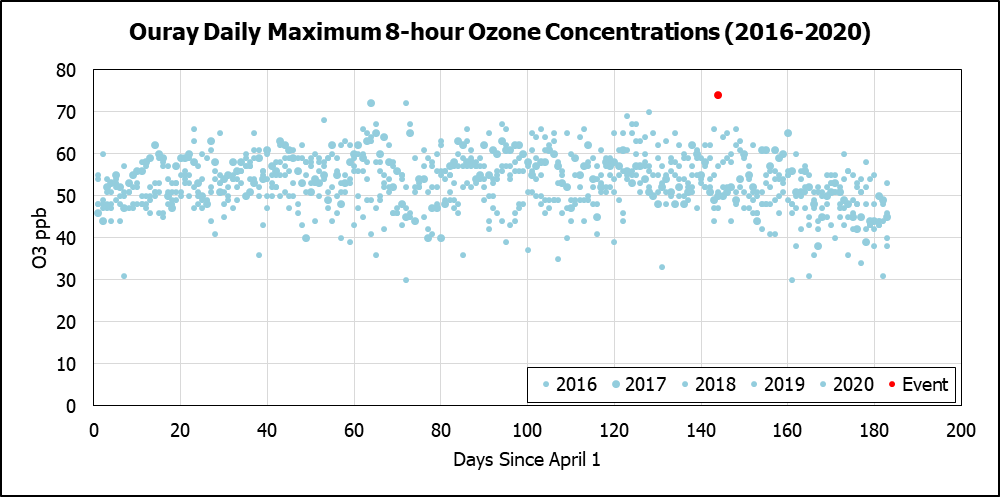 Ouray Daily Maximum 8-hour Ozone Concentrations (2016-2020)
80
70
60
50
40
30
20
10
0
O3 ppb
2016 2017 2018 2019 2020 Event
0 20 40 60 80 100 120 140 160 180 200
Days Since April 1